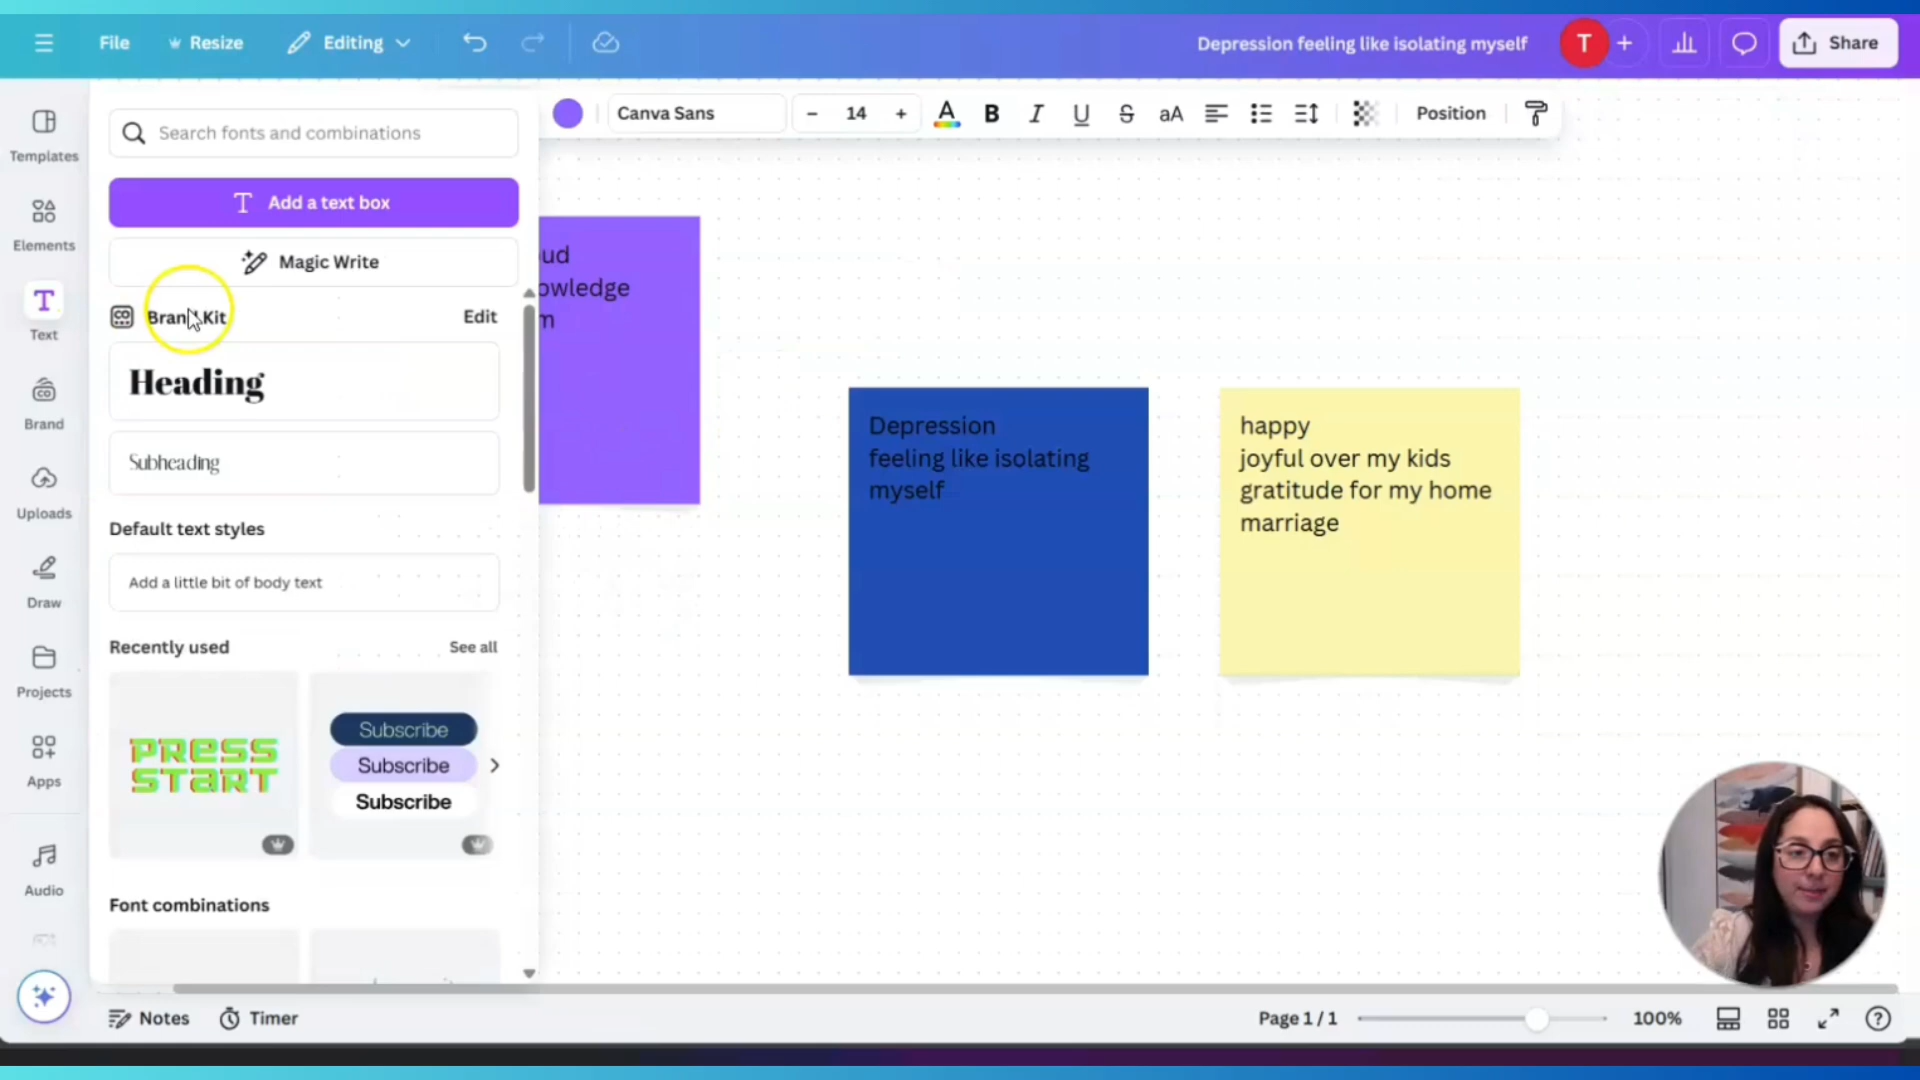 File
Resize
Editing
Depression feeling like isolating myself
T
Share
Templates
Elements
Text
Brand
Uploads
Draw
Projects
Apps
Audio
Search fonts and combinations
Add a text box
Magic Write
Brand Kit
Edit
Heading
Subheading
Default text styles
Add a little bit of body text
Recently used
See all
PRESS
START
Subscribe
Subscribe
Subscribe
Font combinations
Canva Sans
14
Position
Depression
feeling like isolating
myself
happy
joyful over my kids
gratitude for my home
marriage
Notes
Timer
Page 1 / 1
100%